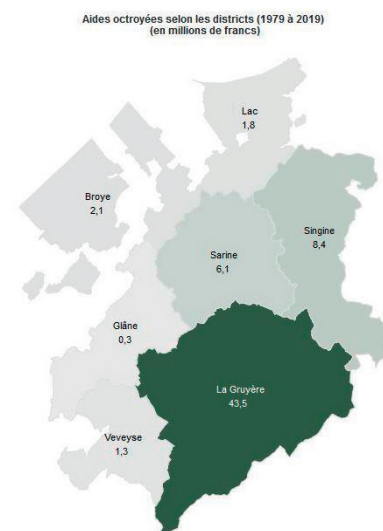 Aides octroyées selon les districts (1979 à 2019)
(en millions de francs)
Lac
1,8
Broye
2,1
Singine
8,4
Sarine
6,1
Glâne
0,3
La Gruyère
43,5
Veveyse
1,3